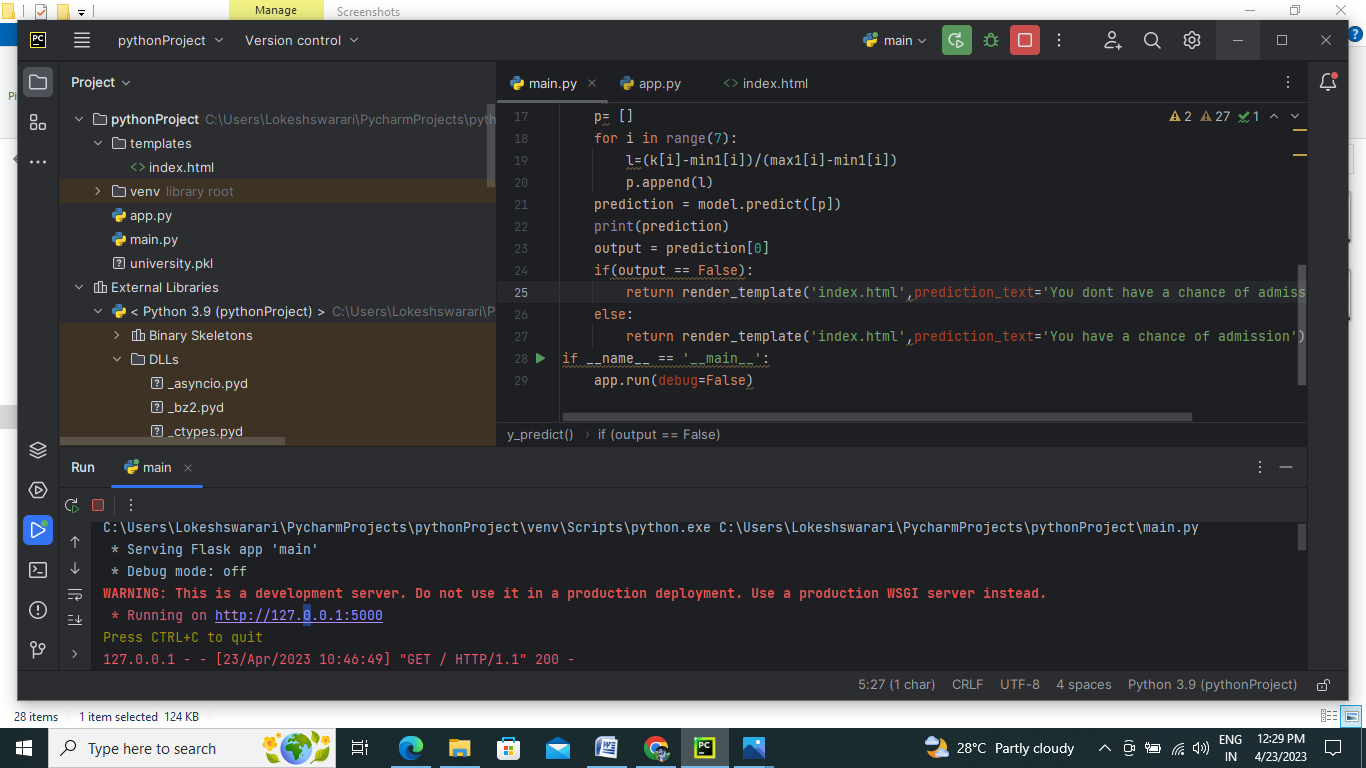 Manage
Screenshots
PC
pythonProject
Version control
main
Project
main.py
app.py
index.html
pythonProject C:\Users\Lokeshswarari\PycharmProjects\pyth
templates
index.html
venv library root
app.py
main.py
university.pkl
External Libraries
< Python 3.9 (pythonProject) > C:\Users\Lokeshswarari\P
Binary Skeletons
DLLs
_asyncio.pyd
_bz2.pyd
_ctypes.pyd
2 27 1
17 p= []
18 for i in range(7):
19 l=(k[i]-min1[i])/(max1[i]-min1[i])
20 p.append(l)
21 prediction = model.predict([p])
22 print(prediction)
23 output = prediction[0]
24 if(output == False):
25 return render_template('index.html',prediction_text='You dont have a chance of admiss
26 else:
27 return render_template('index.html',prediction_text='You have a chance of admission')
28 if __name__ == '__main__':
29 app.run(debug=False)
y_predict() › if (output == False)
Run
main
C:\Users\Lokeshswarari\PycharmProjects\pythonProject\venv\Scripts\python.exe C:\Users\Lokeshswarari\PycharmProjects\pythonProject\main.py
* Serving Flask app 'main'
* Debug mode: off
WARNING: This is a development server. Do not use it in a production deployment. Use a production WSGI server instead.
* Running on http://127.0.0.1:5000
Press CTRL+C to quit
127.0.0.1 - - [23/Apr/2023 10:46:49] "GET / HTTP/1.1" 200 -
5:27 (1 char) CRLF UTF-8 4 spaces Python 3.9 (pythonProject)
28 items 1 item selected 124 KB
Type here to search
PC
28°C Partly cloudy
ENG
IN
12:29 PM
4/23/2023